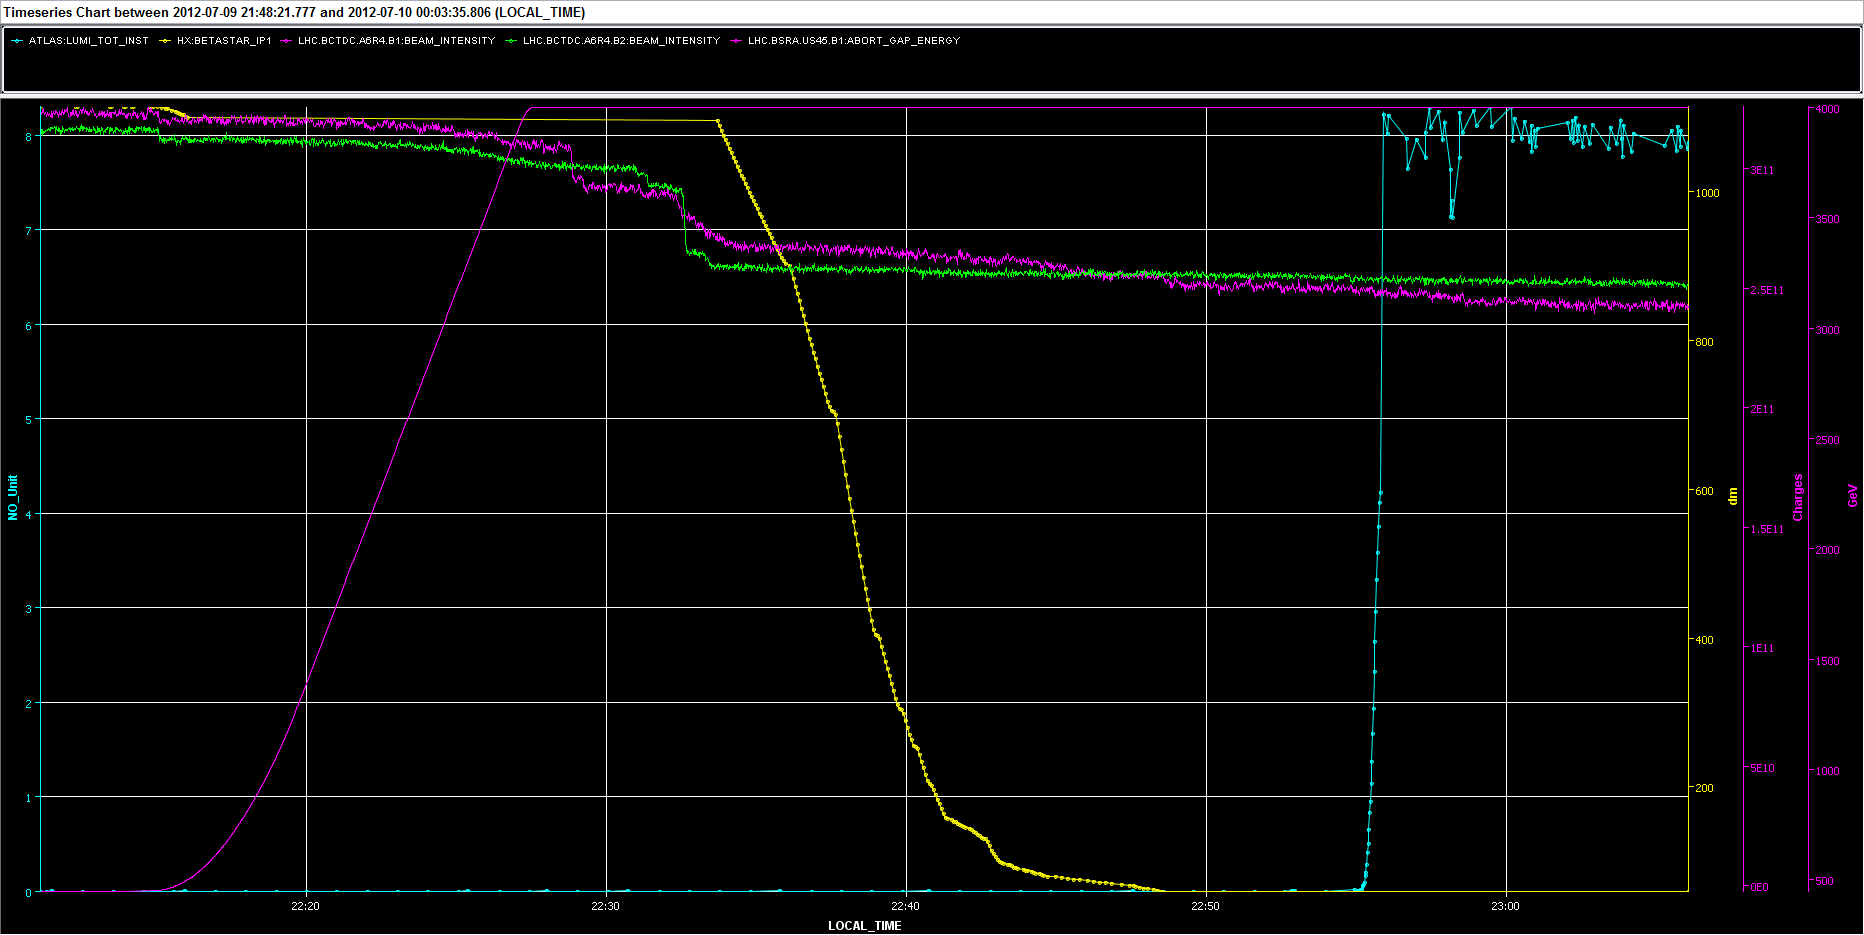 Timeseries Chart between 2012-07-09 21:48:21.777 and 2012-07-10 00:03:35.806 (LOCAL_TIME)
ATLAS:LUMI_TOT_INST HX:BETASTAR_IP1 LHC.BCTDC.A6R4.B1:BEAM_INTENSITY LHC.BCTDC.A6R4.B2:BEAM_INTENSITY LHC.BSRA.US45.B1:ABORT_GAP_ENERGY
NO_Unit
8
7
6
5
4
3
2
1
0
1000
800
600
400
200
dm
3E11
2.5E11
2E11
1.5E11
1E11
5E10
0E0
Charges
4000
3500
3000
2500
2000
1500
1000
500
GeV
22:20 22:30 22:40 22:50 23:00
LOCAL_TIME